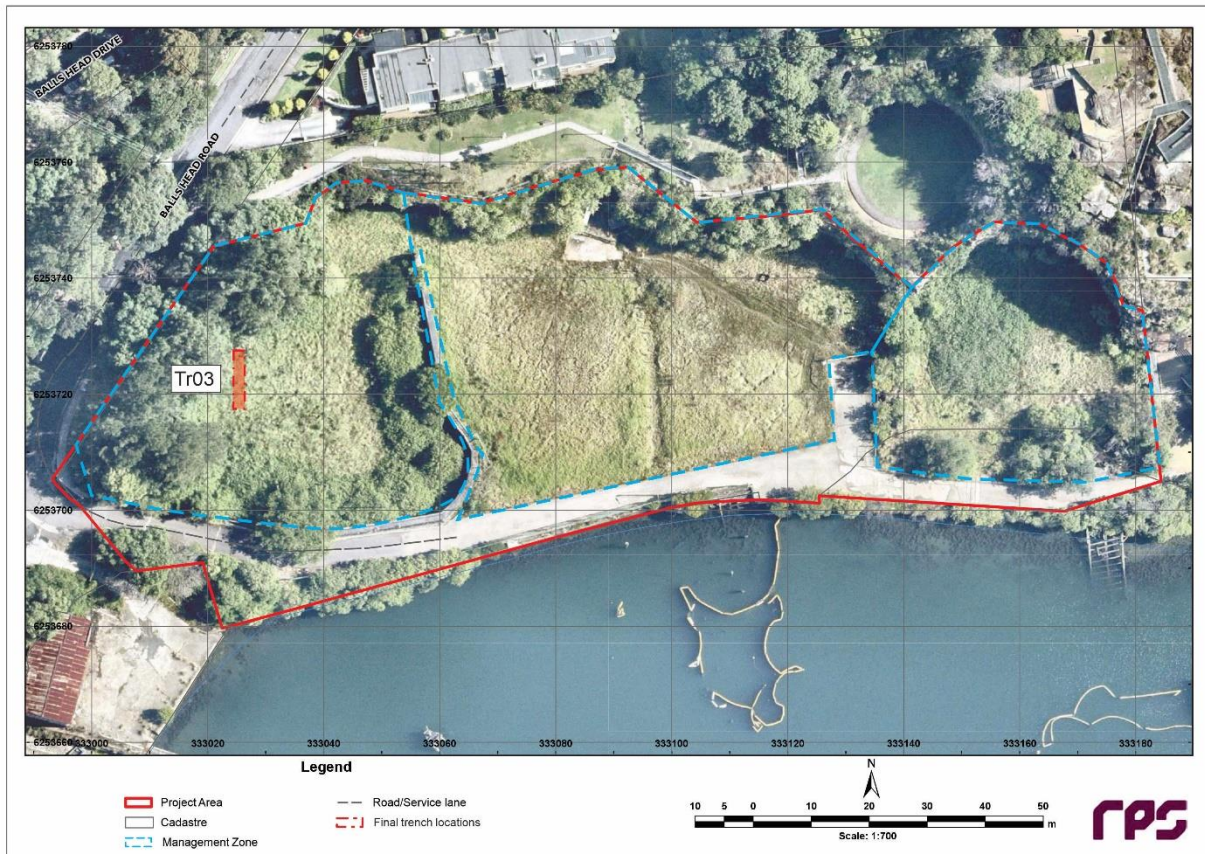 6253780
BALLS HEAD DRIVE
6253760
BALLS HEAD ROAD
6253740
Tr03
6253720
6253700
6253680
6253660
333000 333020 333040 333060 333080 333100 333120 333140 333160 333180
Legend
Project Area
Cadastre
Management Zone
Road/Service lane
Final trench locations
N
10 5 0 10 20 30 40 50
m
Scale: 1:700
rps